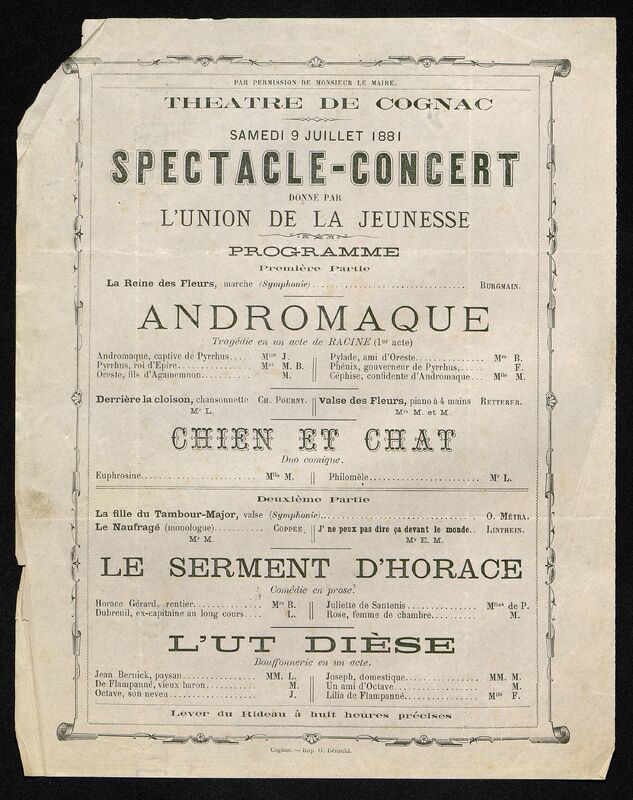 PAR PERMISSION DE MONSIEUR LE MAIRE.
THEATRE DE COGNAC
SAMEDI 9 JUILLET 1881
SPECTACLE-CONCERT
DONNÉ PAR
L'UNION DE LA JEUNESSE
PROGRAMME
Première Partie
La Reine des Fleurs, marche (Symphonie)........ BURGMAIN.
ANDROMAQUE
Tragédie en un acte de RACINE (1er acte)
Andromaque, captive de Pyrrhus..... Mlle J. Pylade, ami d'Oreste............... Mrs B.
Pyrrhus, roi d'Epire............... Mrs M. B. Phénix, gouverneur de Pyrrhus,..... F.
Oreste, fils d'Agamemnon........... M. Céphise, confidente d'Andromaque... Mlle M.
Derrière la cloison, chansonnette CH. POURNY. Valse des Fleurs, piano à 4 mains RETTERER.
Mr L. Mrs M. et M.
CHIEN ET CHAT
Duo comique.
Euphrosine............ Mlle M. Philomèle............ Mr L.
Deuxième Partie
La fille du Tambour-Major, valse (Symphonie)........ O. MÉTRA.
Le Naufragé (monologue).......... COPPÉE. J' ne peux pas dire ça devant le monde.. LINTHEIN.
Mr M. Mr E. M.
LE SERMENT D'HORACE
Comédie en prose.
Horace Gérard, rentier............. Mrs B. Juliette de Santenis............... Mlles de P.
Dubreuil, ex-capitaine au long cours.... L. Rose, femme de chambre............ M.
L'UT DIÈSE
Bouffonnerie en un acte.
Jean Bernick, paysan............. MM. L. Joseph, domestique............... MM. M.
De Flampanné, vieux baron........... M. Un ami d'Octave............... M.
Octave, son neveu............... J. Lilia de Flampanné............... Mlle F.
Lever du Rideau à huit heures précises
Cognac. — Imp. G. Bérauld.